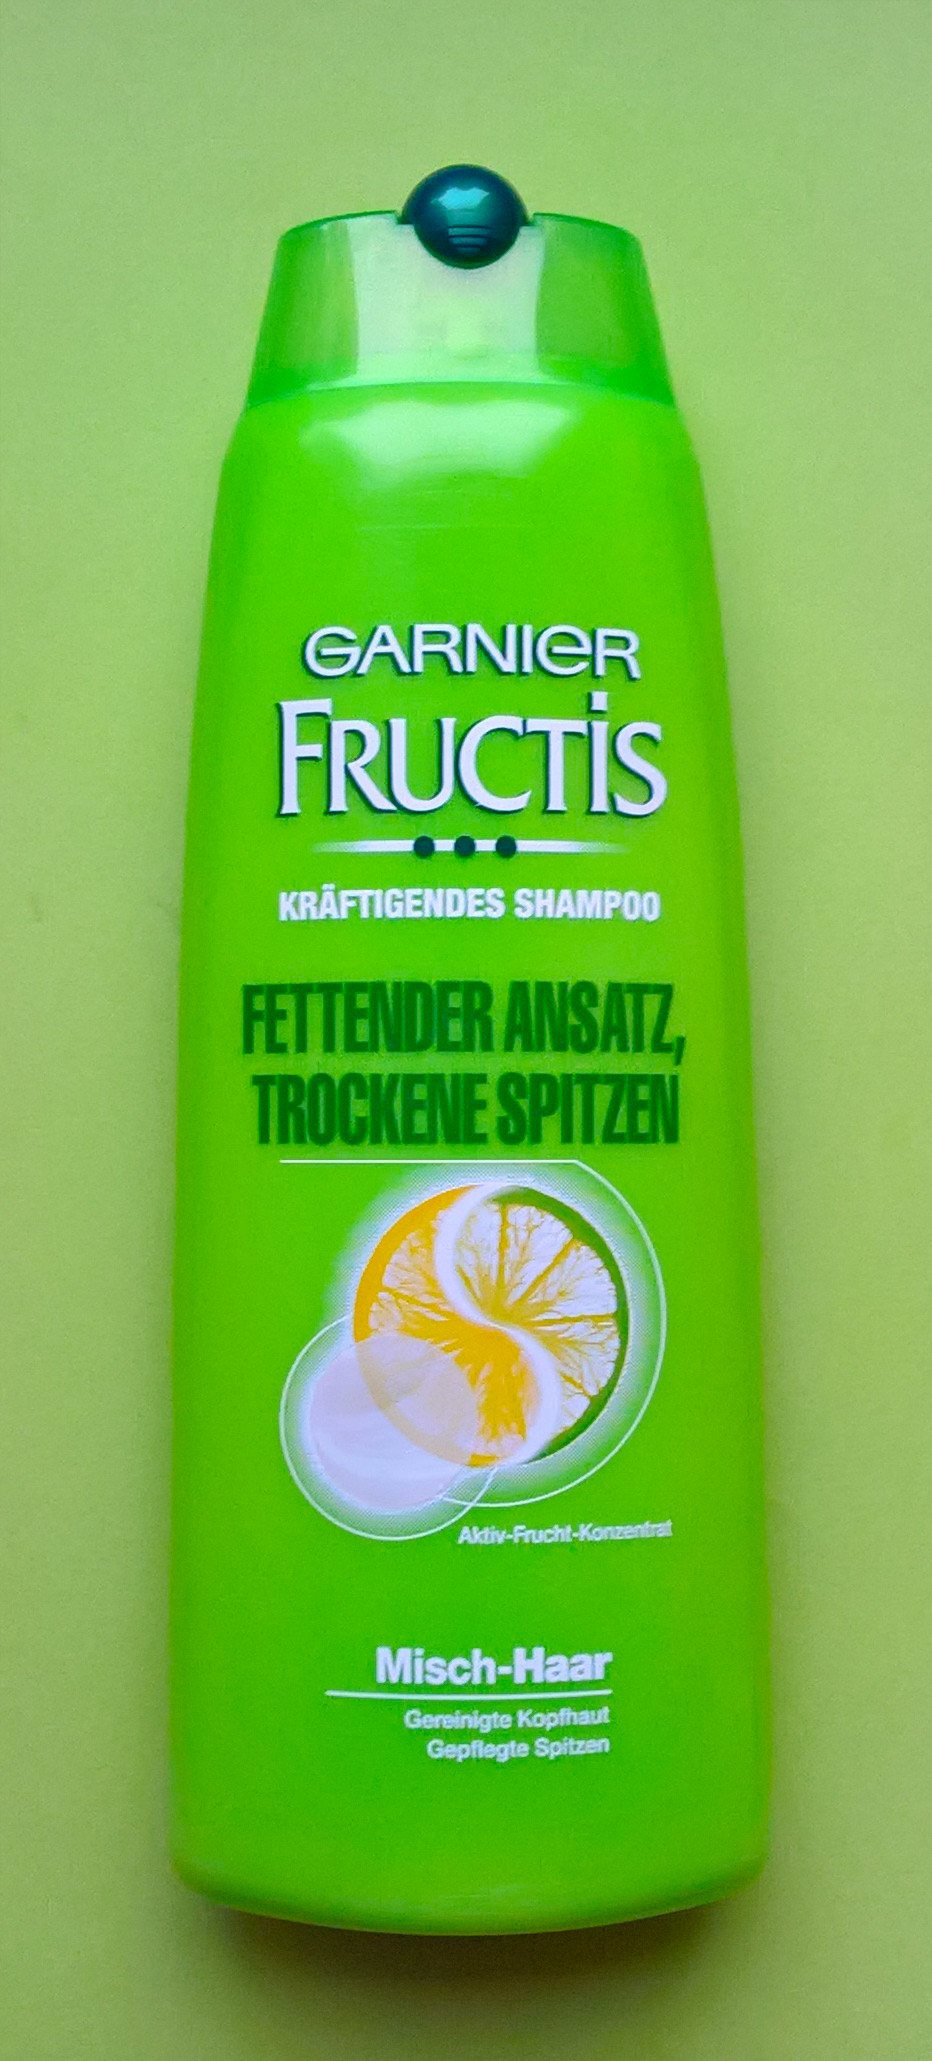 GARNIER
FRUCTIS
KRÄFTIGENDES SHAMPOO
FETTENDER ANSATZ,
TROCKENE SPITZEN
Aktiv-Frucht-Konzentrat
Misch-Haar
Gereinigte Kopfhaut
Gepflegte Spitzen